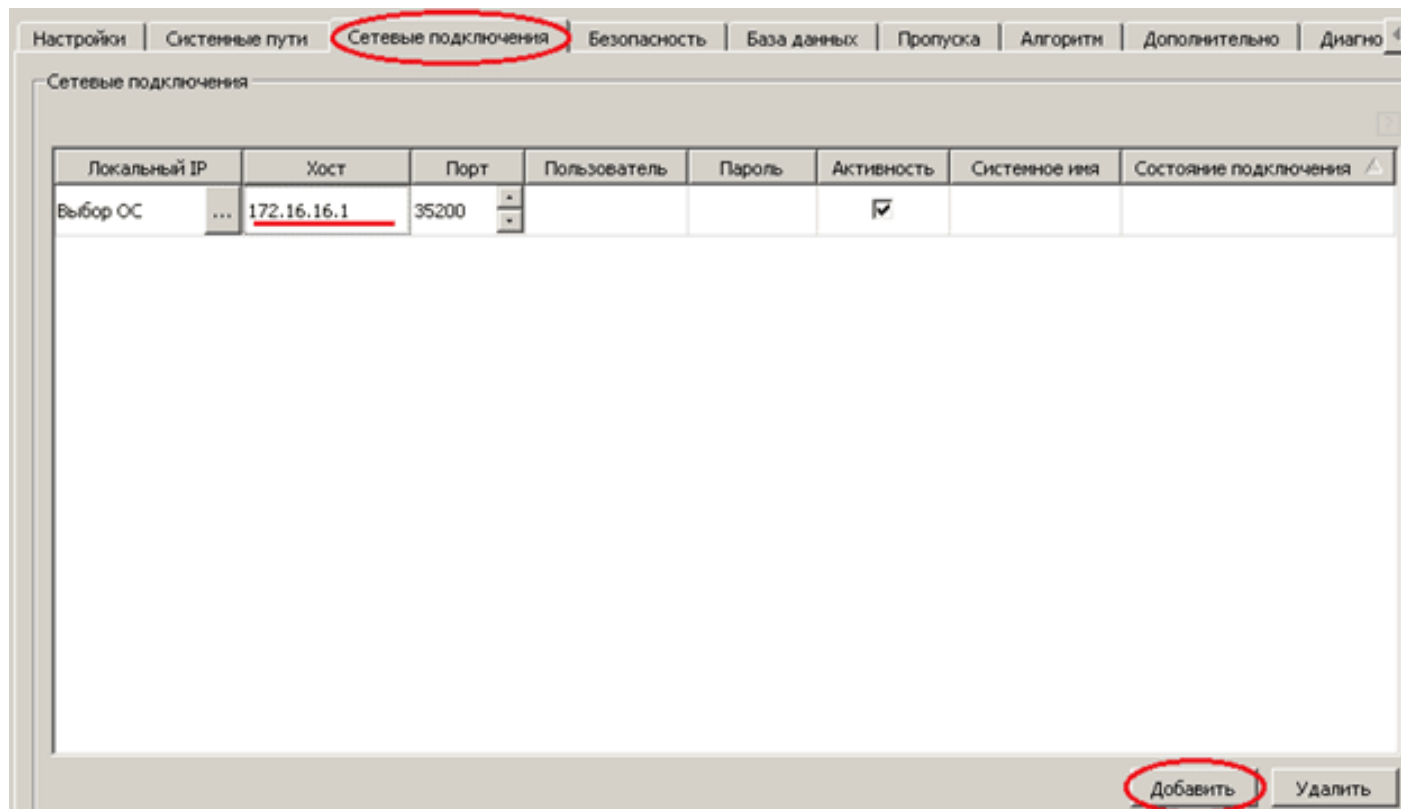 Настройки Системные пути Сетевые подключения Безопасность База данных Пропуска Алгоритм Дополнительно Диагно
Сетевые подключения
?
Локальный IP Хост Порт Пользователь Пароль Активность Системное имя Состояние подключения
Выбор ОС ... 172.16.16.1 35200
Добавить Удалить